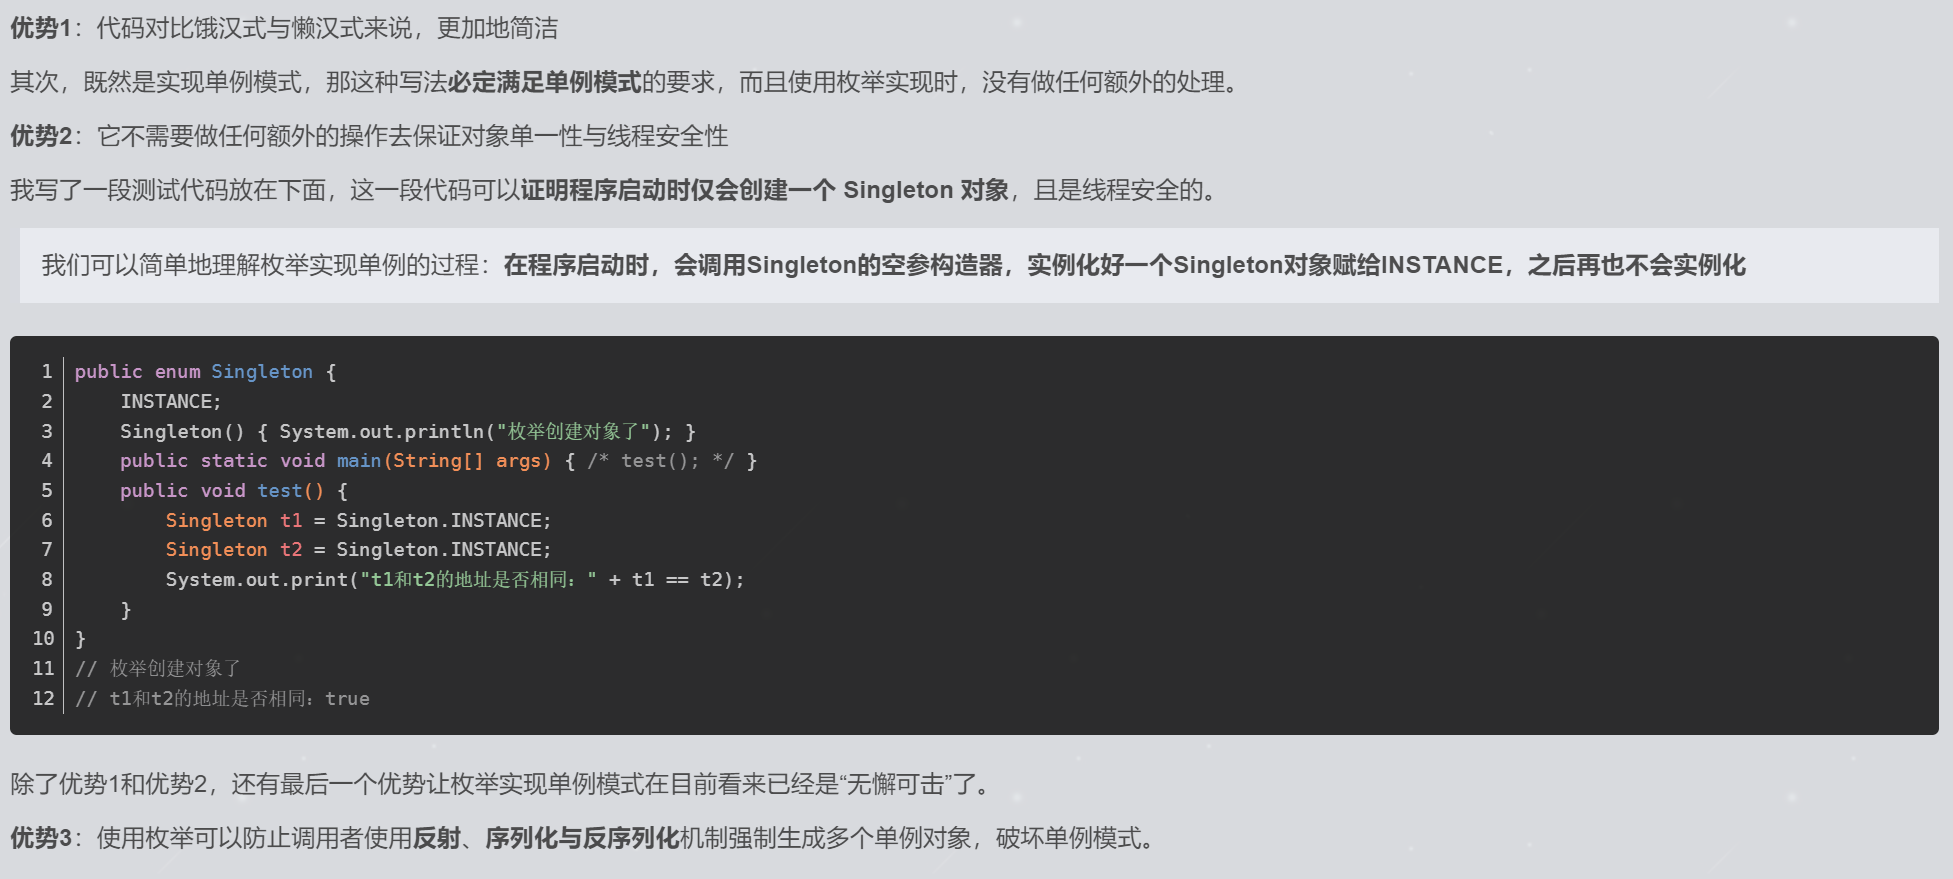 优势1：代码对比饿汉式与懒汉式来说，更加地简洁
其次，既然是实现单例模式，那这种写法必定满足单例模式的要求，而且使用枚举实现时，没有做任何额外的处理。
优势2：它不需要做任何额外的操作去保证对象单一性与线程安全性
我写了一段测试代码放在下面，这一段代码可以证明程序启动时仅会创建一个 Singleton 对象，且是线程安全的。
我们可以简单地理解枚举实现单例的过程：在程序启动时，会调用Singleton的空参构造器，实例化好一个Singleton对象赋给INSTANCE，之后再也不会实例化
1 public enum Singleton {
2     INSTANCE;
3     Singleton() { System.out.println("枚举创建对象了"); }
4     public static void main(String[] args) { /* test(); */ }
5     public void test() {
6         Singleton t1 = Singleton.INSTANCE;
7         Singleton t2 = Singleton.INSTANCE;
8         System.out.print("t1和t2的地址是否相同：" + t1 == t2);
9     }
10 }
11 // 枚举创建对象了
12 // t1和t2的地址是否相同：true
除了优势1和优势2，还有最后一个优势让枚举实现单例模式在目前看来已经是“无懈可击”了。
优势3：使用枚举可以防止调用者使用反射、序列化与反序列化机制强制生成多个单例对象，破坏单例模式。